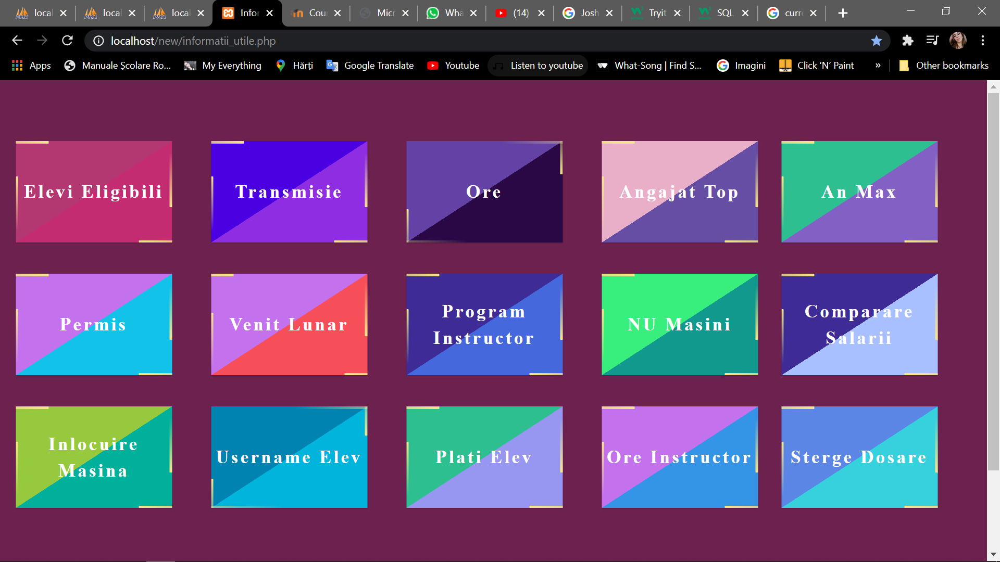 local local local Info Cour Micr Wha (14) Josh Tryit SQL curre
localhost/new/informatii_utile.php
Apps Manuale Școlare Ro... My Everything Hărți Google Translate Youtube Listen to youtube What-Song | Find S... Imagini Click 'N' Paint » Other bookmarks
Elevi Eligibili Transmisie Ore Angajat Top An Max
Permis Venit Lunar Program
Instructor NU Masini Comparare
Salarii
Inlocuire
Masina Username Elev Plati Elev Ore Instructor Sterge Dosare